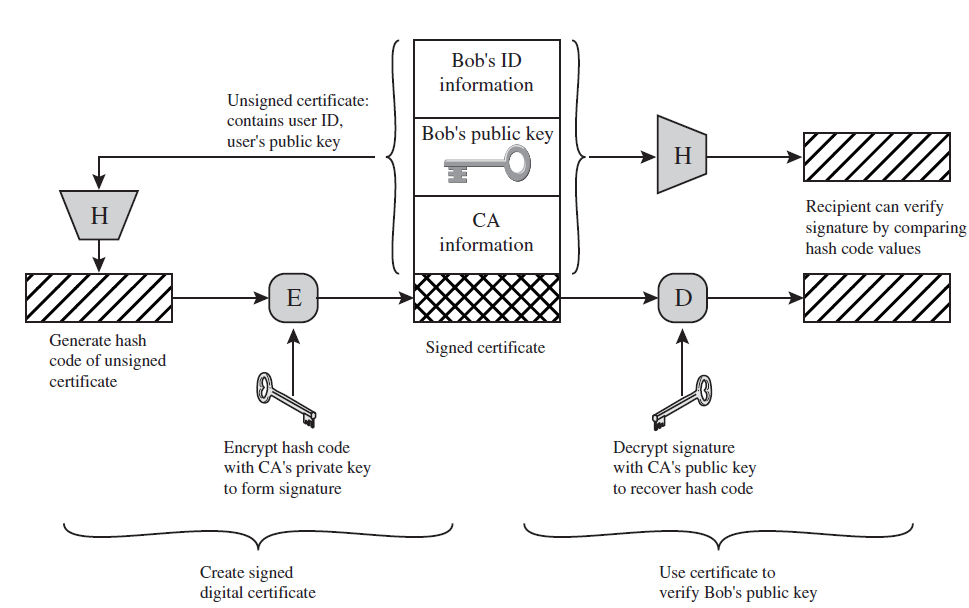 Bob's ID
information
Unsigned certificate:
contains user ID,
user's public key
Bob's public key
H
H
CA
information
Recipient can verify
signature by comparing
hash code values
E
D
Generate hash
code of unsigned
certificate
Signed certificate
Encrypt hash code
with CA's private key
to form signature
Decrypt signature
with CA's public key
to recover hash code
Create signed
digital certificate
Use certificate to
verify Bob's public key